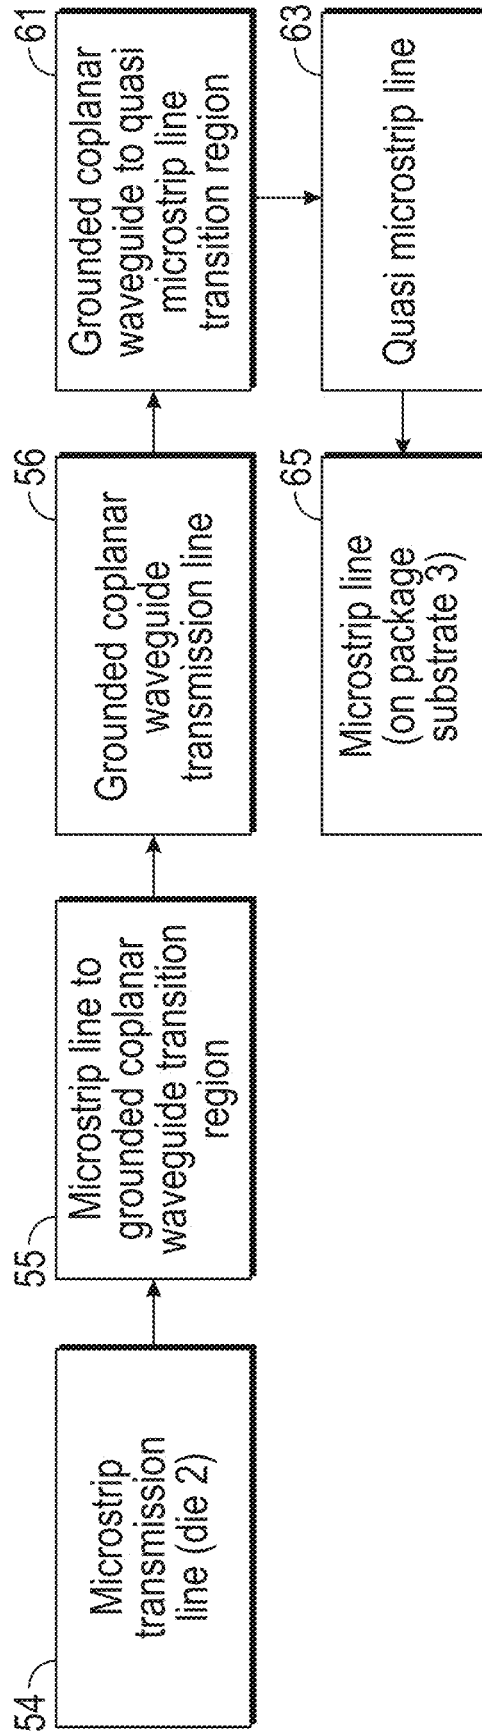 54
Microstrip
transmission
line (die 2)
55
Microstrip line to
grounded coplanar
waveguide transition
region
56
Grounded coplanar
waveguide
transmission line
61
Grounded coplanar
waveguide to quasi
microstrip line
transition region
63
Quasi microstrip line
65
Microstrip line
(on package
substrate 3)